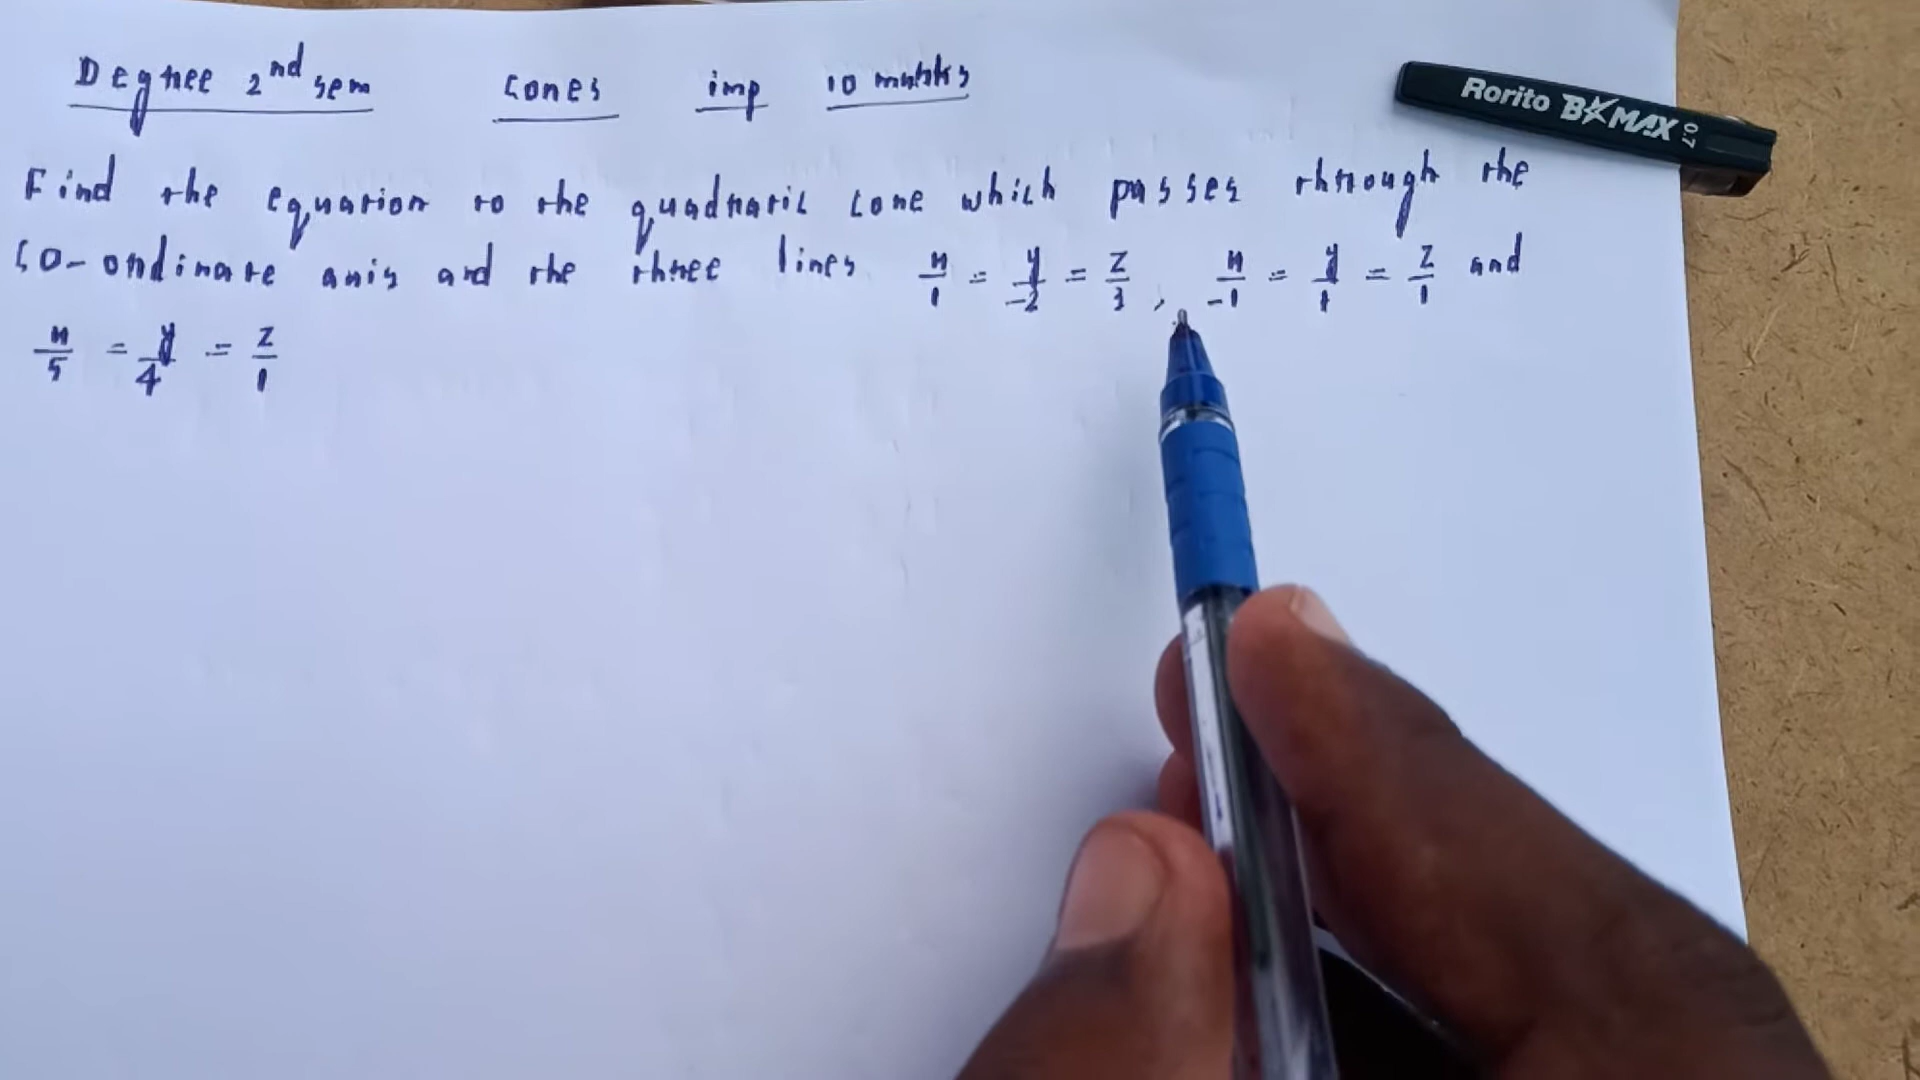 Degree 2nd sem cones imp 10 marks
Find the equation to the quadratic cone which passes through the
co-ordinate axis and the three lines x/1 = y/-2 = z/3, x/-1 = y/1 = z/1 and
x/5 = y/4 = z/1
Rorito B★MAX 0.7